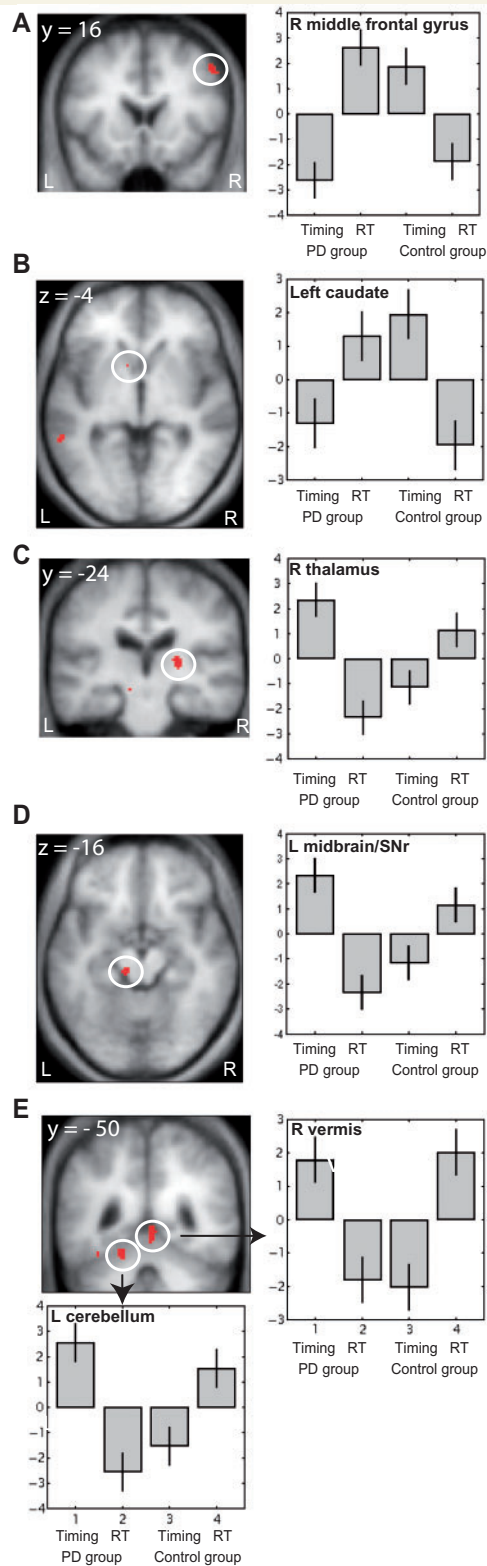 A
y = 16
L
R
R middle frontal gyrus
4
3
2
1
0
-1
-2
-3
-4
Timing RT Timing RT
PD group Control group
B
z = -4
L
R
Left caudate
3
2
1
0
-1
-2
-3
Timing RT Timing RT
PD group Control group
C
y = -24
L
R
R thalamus
4
3
2
1
0
-1
-2
-3
-4
Timing RT Timing RT
PD group Control group
D
z = -16
L
R
L midbrain/SNr
4
3
2
1
0
-1
-2
-3
-4
Timing RT Timing RT
PD group Control group
E
y = - 50
R vermis
3
2
1
0
-1
-2
-3
1 2 3 4
Timing RT Timing RT
PD group Control group
L cerebellum
4
3
2
1
0
-1
-2
-3
-4
1 2 3 4
Timing RT Timing RT
PD group Control group